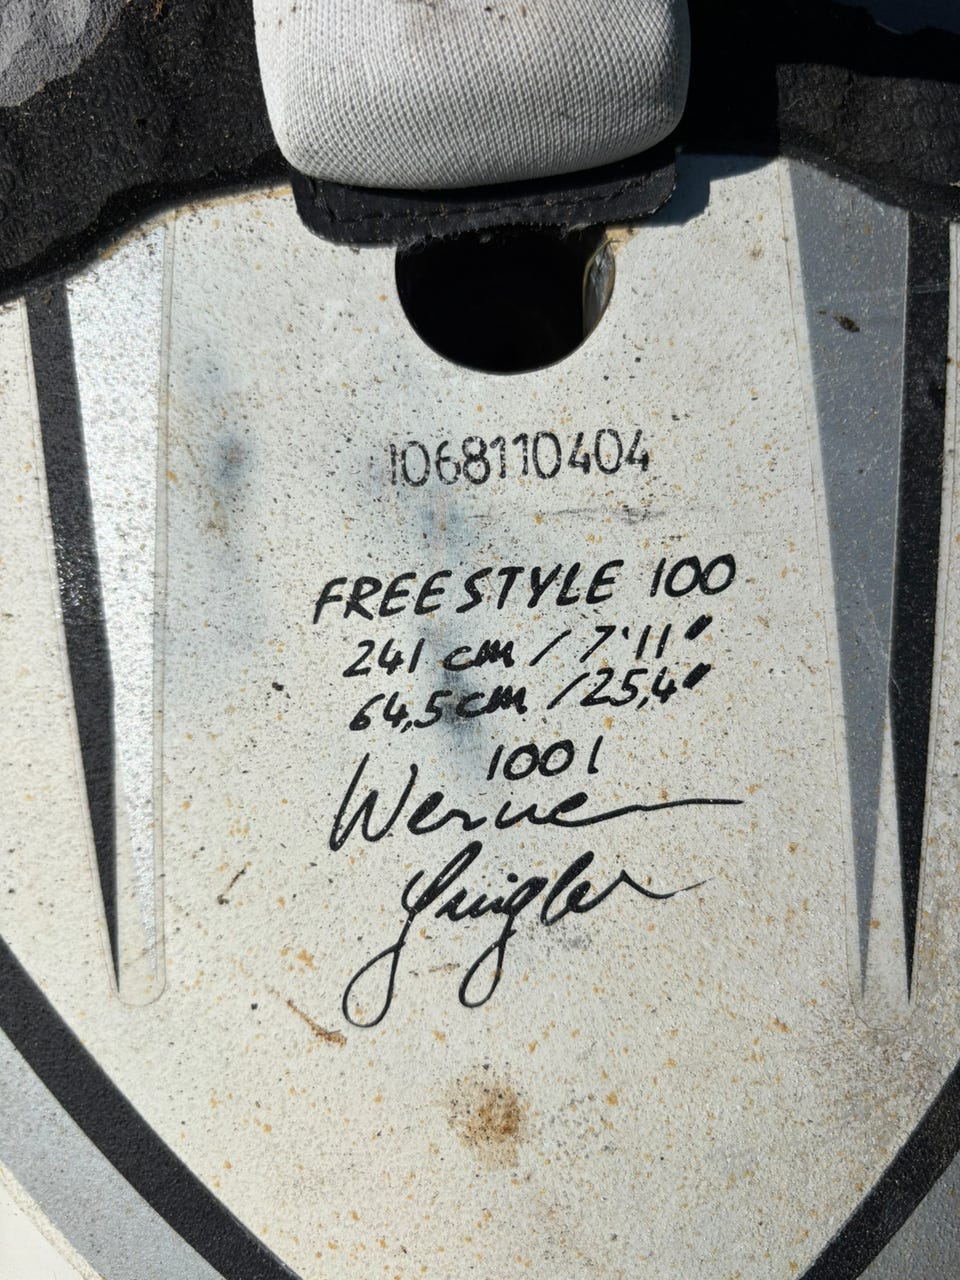 1068110404
FREESTYLE 100
241 cm / 7'11"
64,5 cm / 25,4"
100 l
Werner
Gnigler